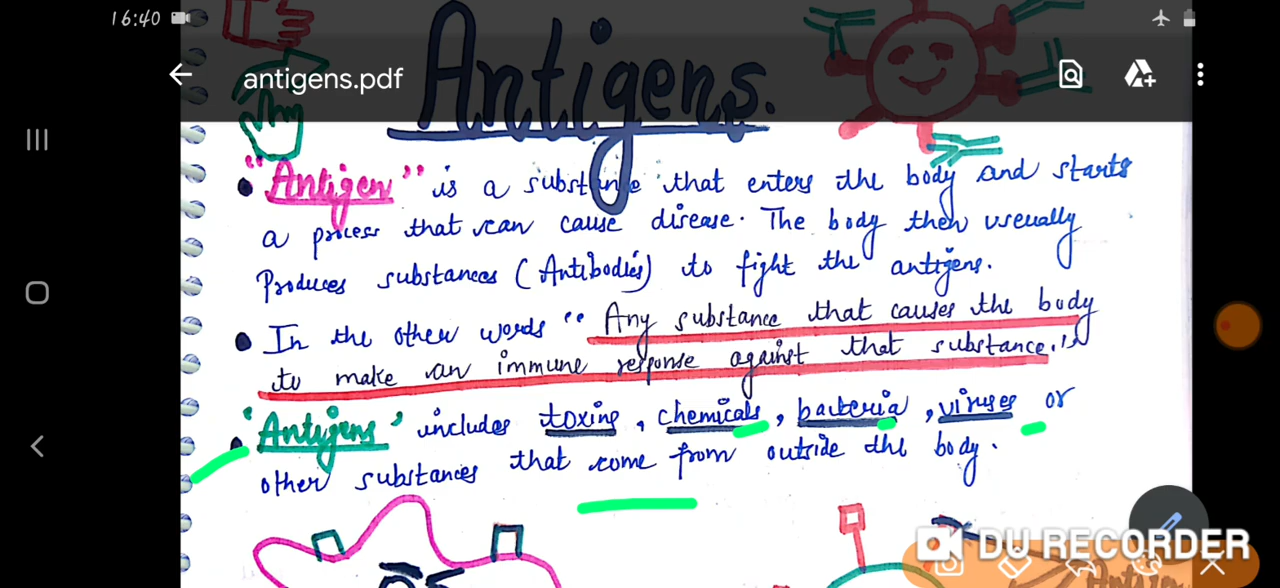 16:40
antigens.pdf
Antigens.
• "Antigen" is a substance that enters the body and starts
a process that can cause disease. The body then useually
Produces substances (Antibodies) to fight the antigens.
• In the other words "Any substance that causes the body
to make an immune response against that substance."
• 'Antigens' includes toxins, chemicals, bacteria, viruses or
other substances that come from outside the body.
DU RECORDER
Antigen